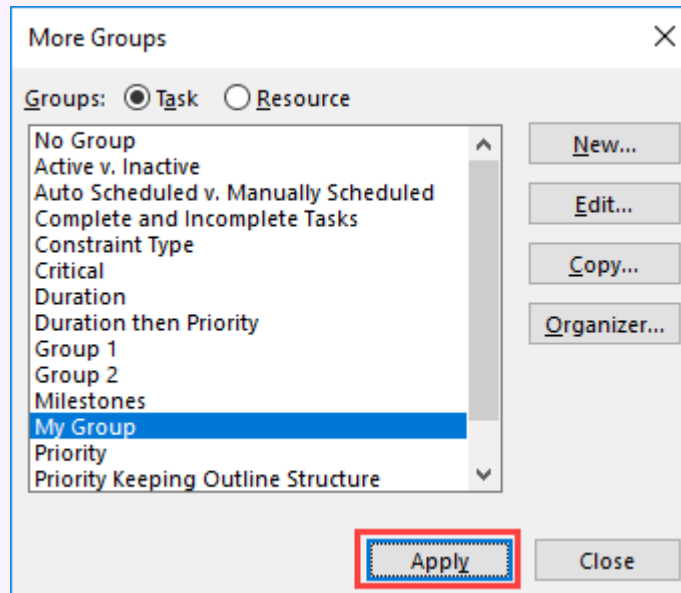 More Groups
Groups: Task Resource
No Group
Active v. Inactive
Auto Scheduled v. Manually Scheduled
Complete and Incomplete Tasks
Constraint Type
Critical
Duration
Duration then Priority
Group 1
Group 2
Milestones
My Group
Priority
Priority Keeping Outline Structure
New...
Edit...
Copy...
Organizer...
Apply
Close